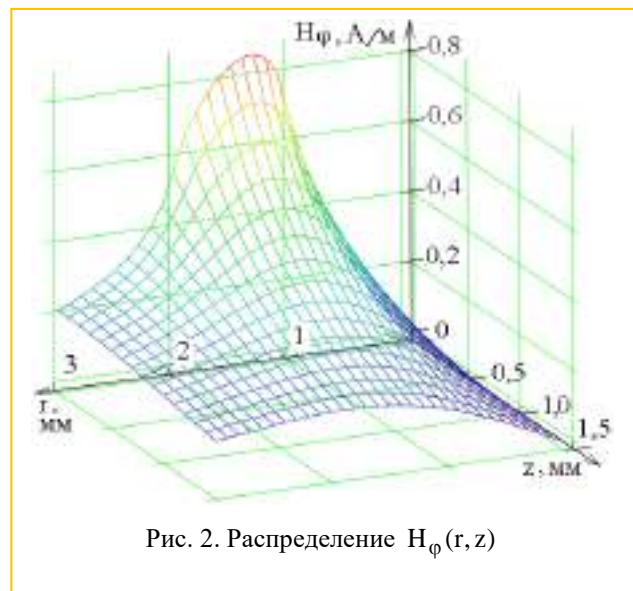 Hφ, А/м
0,8
0,6
0,4
0,2
0
3
2
1
0,5
1,0
1,5
r,
мм
z, мм
Рис. 2. Распределение Hφ(r, z)